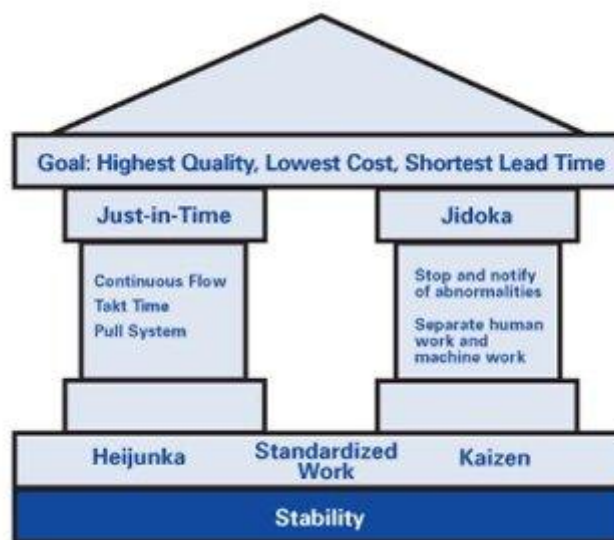 Goal: Highest Quality, Lowest Cost, Shortest Lead Time
Just-in-Time
Continuous Flow
Takt Time
Pull System
Jidoka
Stop and notify
of abnormalities
Separate human
work and
machine work
Heijunka
Standardized
Work
Kaizen
Stability